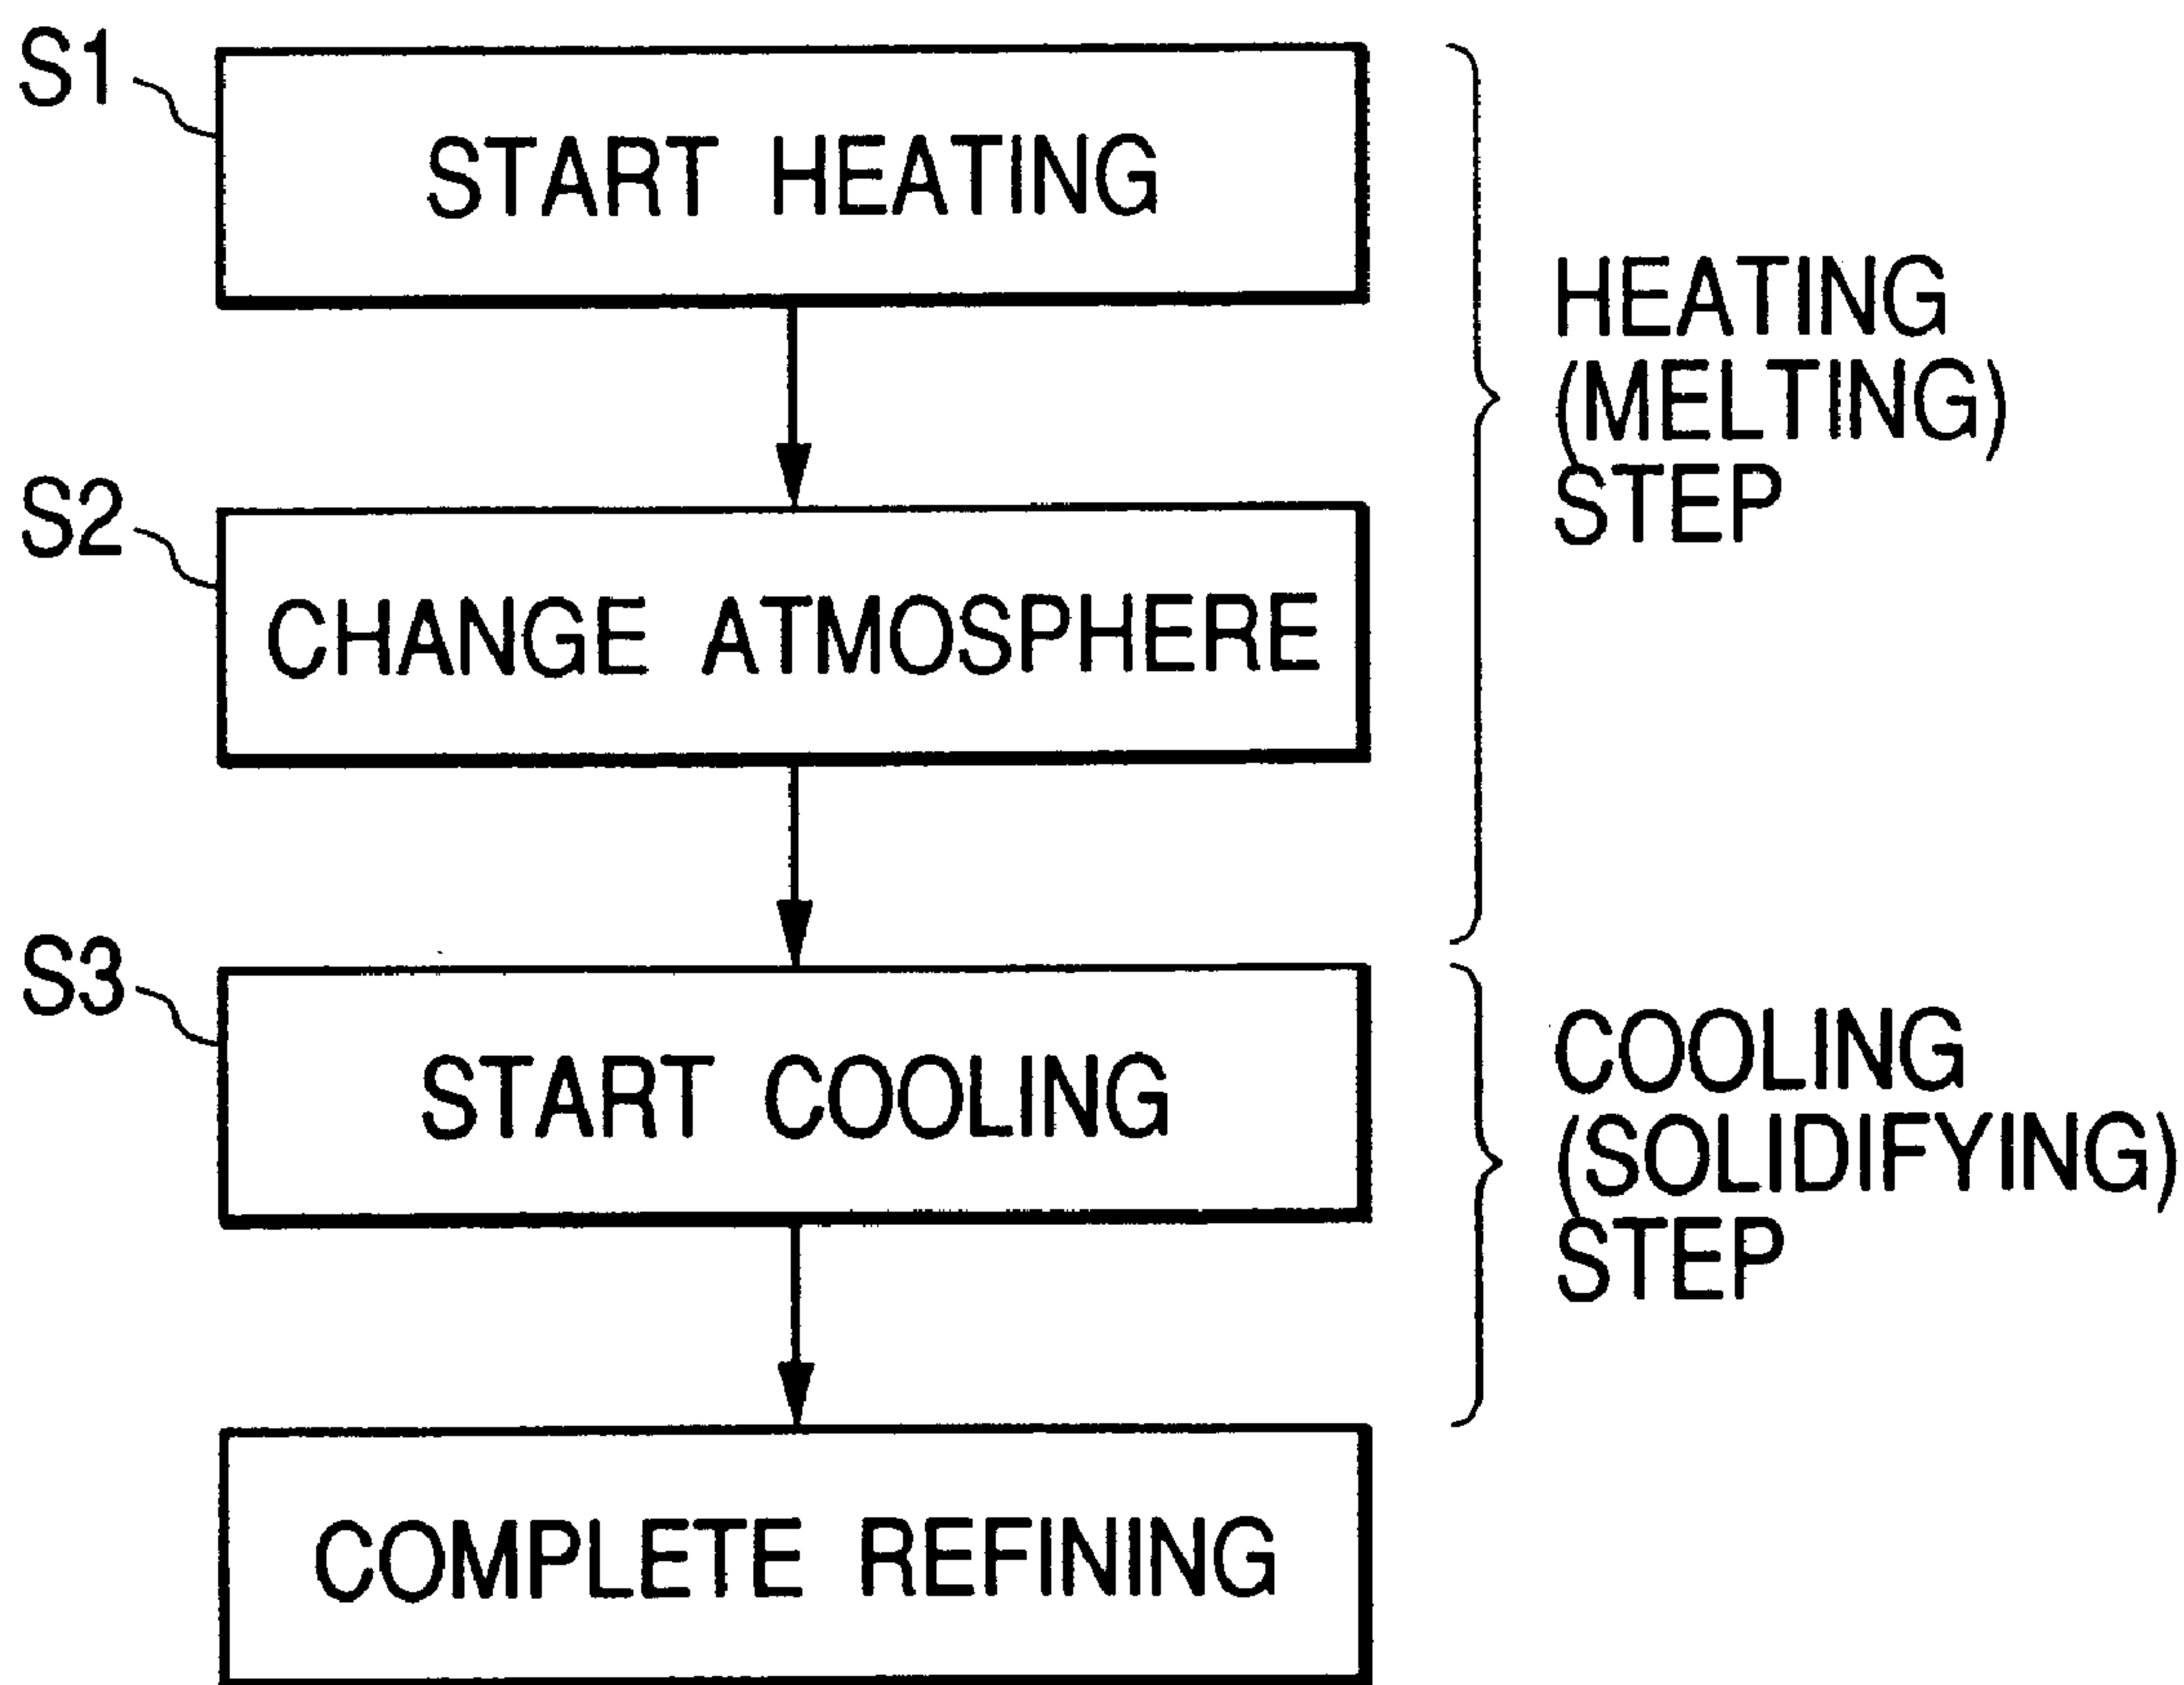 S1
START HEATING
HEATING
(MELTING)
STEP
S2
CHANGE ATMOSPHERE
S3
START COOLING
COOLING
(SOLIDIFYING)
STEP
COMPLETE REFINING